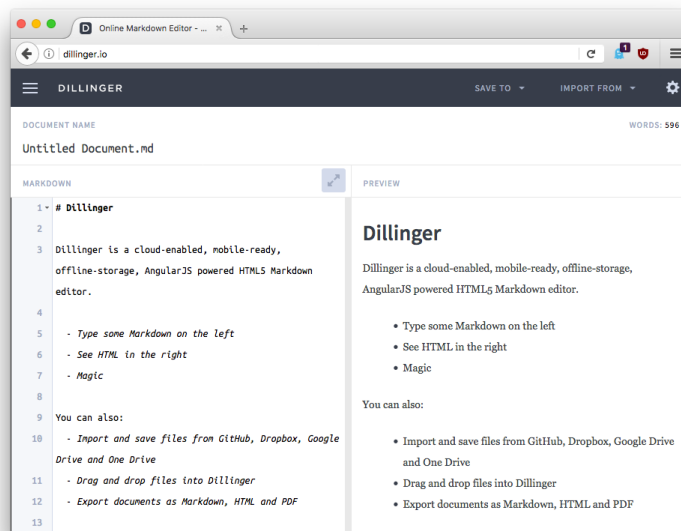 Online Markdown Editor - ...
dillinger.io
1
DILLINGER
SAVE TO
IMPORT FROM
DOCUMENT NAME
WORDS: 596
Untitled Document.md
MARKDOWN
PREVIEW
1 # Dillinger
2
3 Dillinger is a cloud-enabled, mobile-ready,
offline-storage, AngularJS powered HTML5 Markdown
editor.
4
5 - Type some Markdown on the left
6 - See HTML in the right
7 - Magic
8
9 You can also:
10 - Import and save files from GitHub, Dropbox, Google
Drive and One Drive
11 - Drag and drop files into Dillinger
12 - Export documents as Markdown, HTML and PDF
13
Dillinger
Dillinger is a cloud-enabled, mobile-ready, offline-storage,
AngularJS powered HTML5 Markdown editor.
• Type some Markdown on the left
• See HTML in the right
• Magic
You can also:
• Import and save files from GitHub, Dropbox, Google Drive
and One Drive
• Drag and drop files into Dillinger
• Export documents as Markdown, HTML and PDF